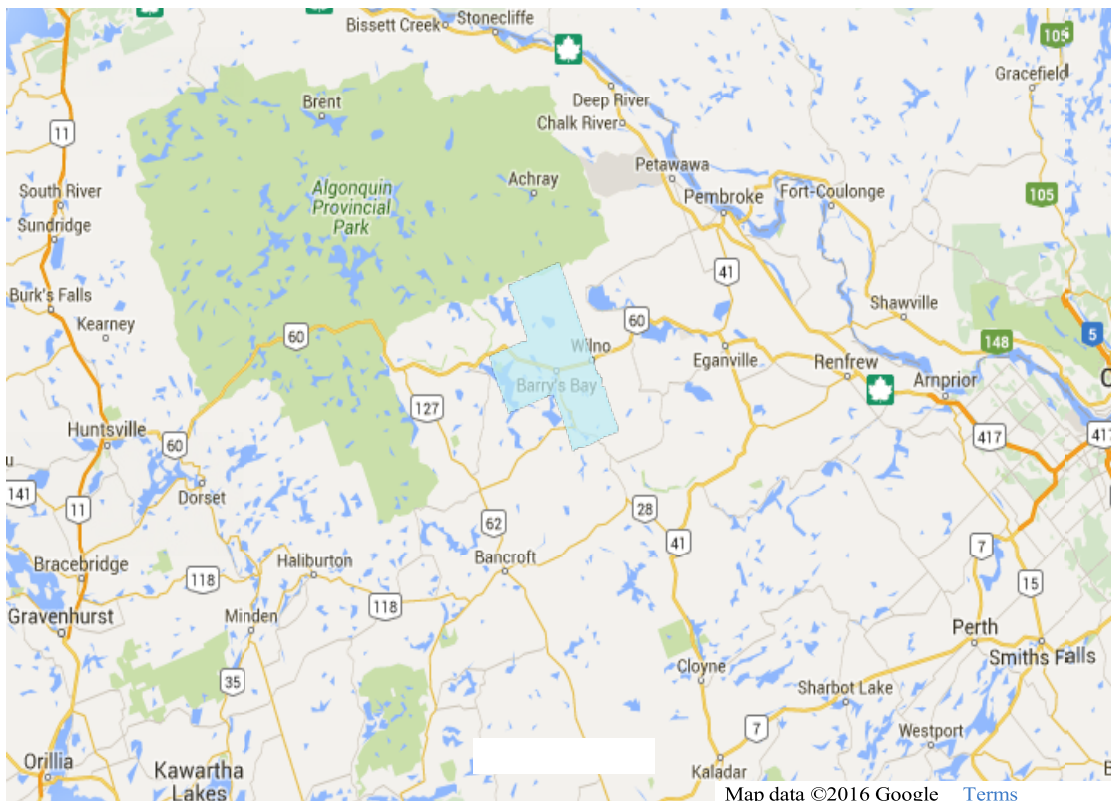 Bissett Creek
Stonecliffe
105
Gracefield
Brent
Deep River
Chalk River
11
Petawawa
Achray
South River
Algonquin
Provincial
Park
Pembroke
Fort-Coulonge
105
Sundridge
41
Burk's Falls
Shawville
Kearney
60
60
5
148
Wilno
Eganville
Renfrew
Barry's Bay
Arnprior
127
Huntsville
60
417
417
141
Dorset
11
28
62
41
7
Bancroft
Haliburton
Bracebridge
118
15
118
Gravenhurst
Minden
Perth
Smiths Falls
Cloyne
35
Sharbot Lake
7
Westport
Orillia
Kawartha
Lakes
Kaladar
Map data ©2016 Google Terms